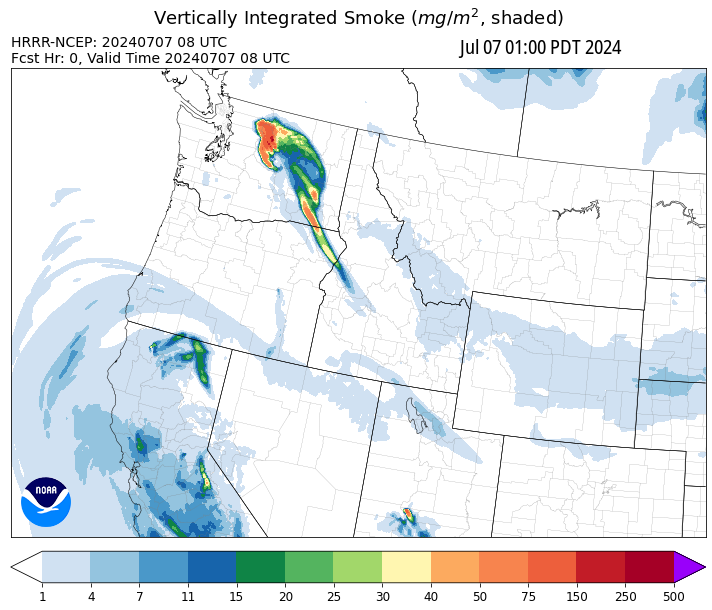 Vertically Integrated Smoke (mg/m², shaded)
HRRR-NCEP: 20240707 08 UTC
Jul 07 01:00 PDT 2024
Fcst Hr: 0, Valid Time 20240707 08 UTC
NOAA
1 4 7 11 15 20 25 30 40 50 75 150 250 500